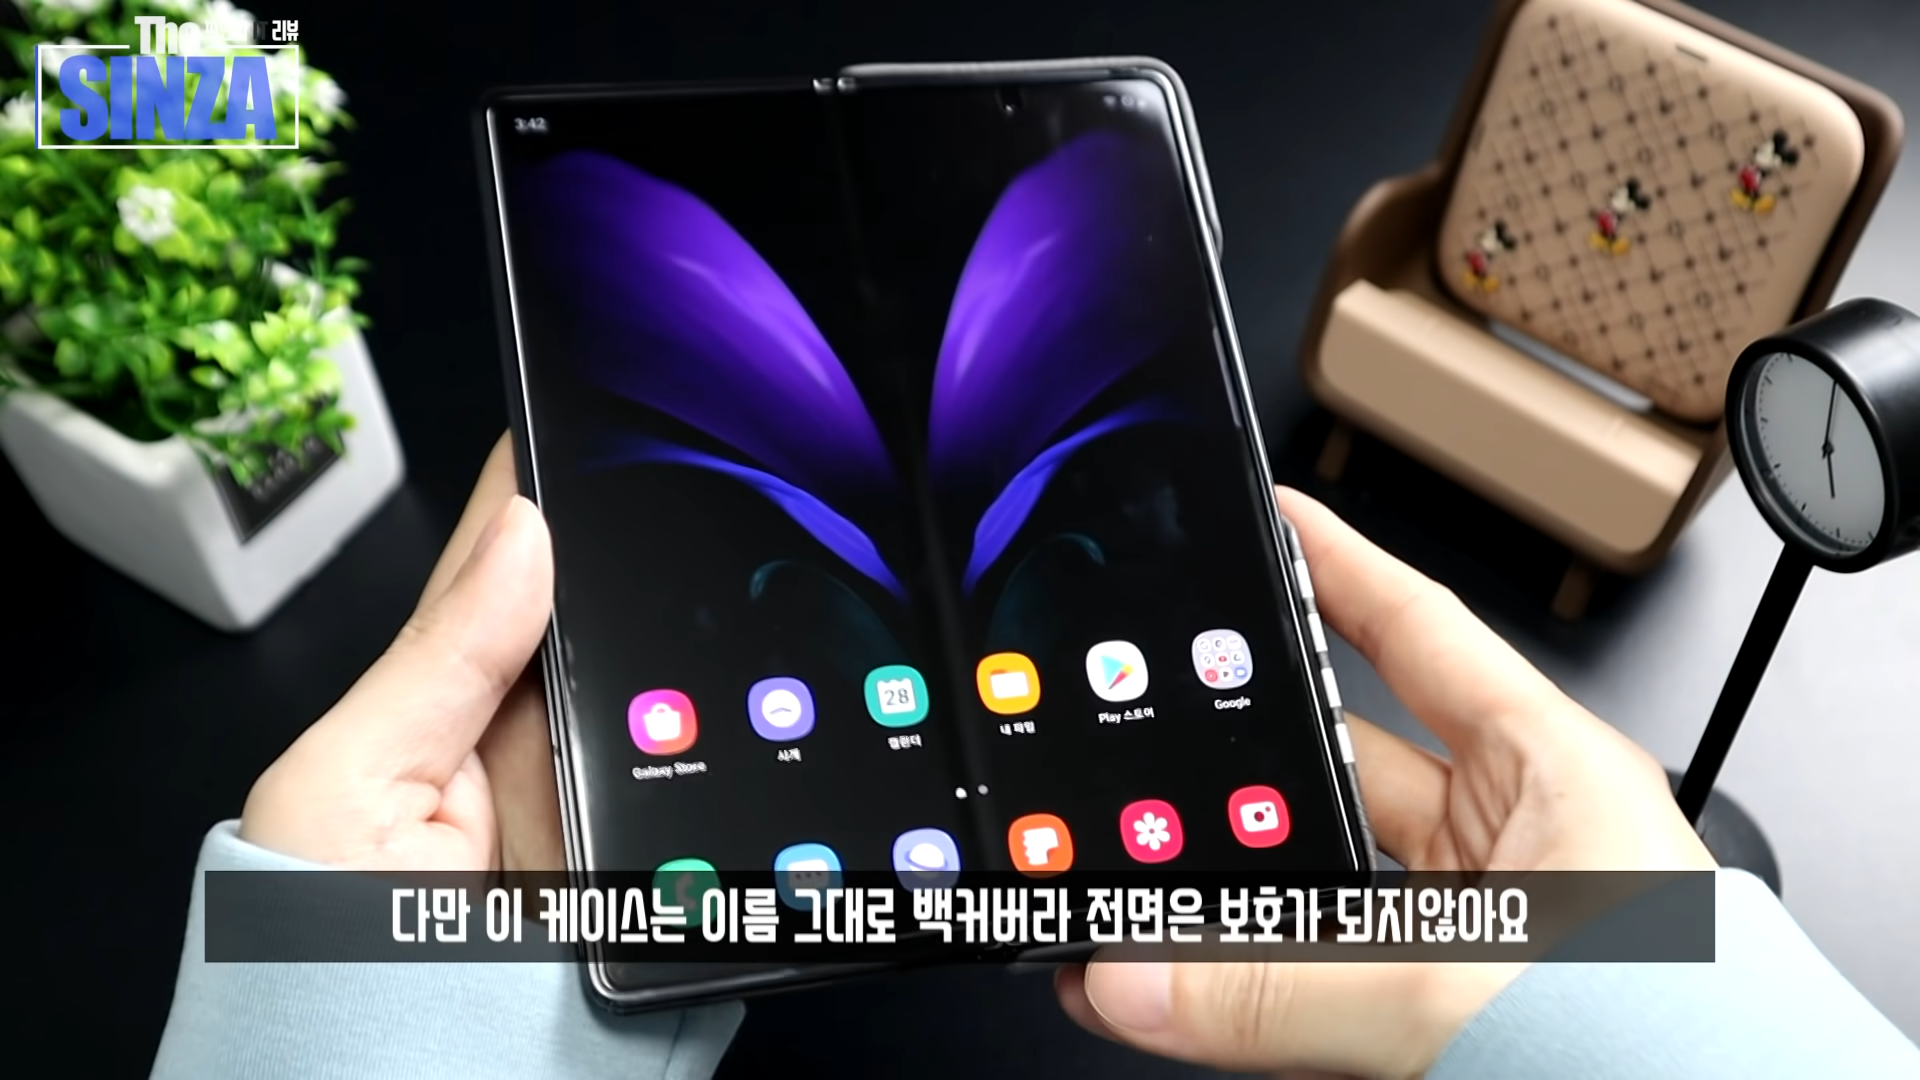 The
리뷰
SINZA
3:42
28
Galaxy Store
시계
캘린더
내 파일
Play 스토어
Google
다만 이 케이스는 이름 그대로 백커버라 전면은 보호가 되지않아요